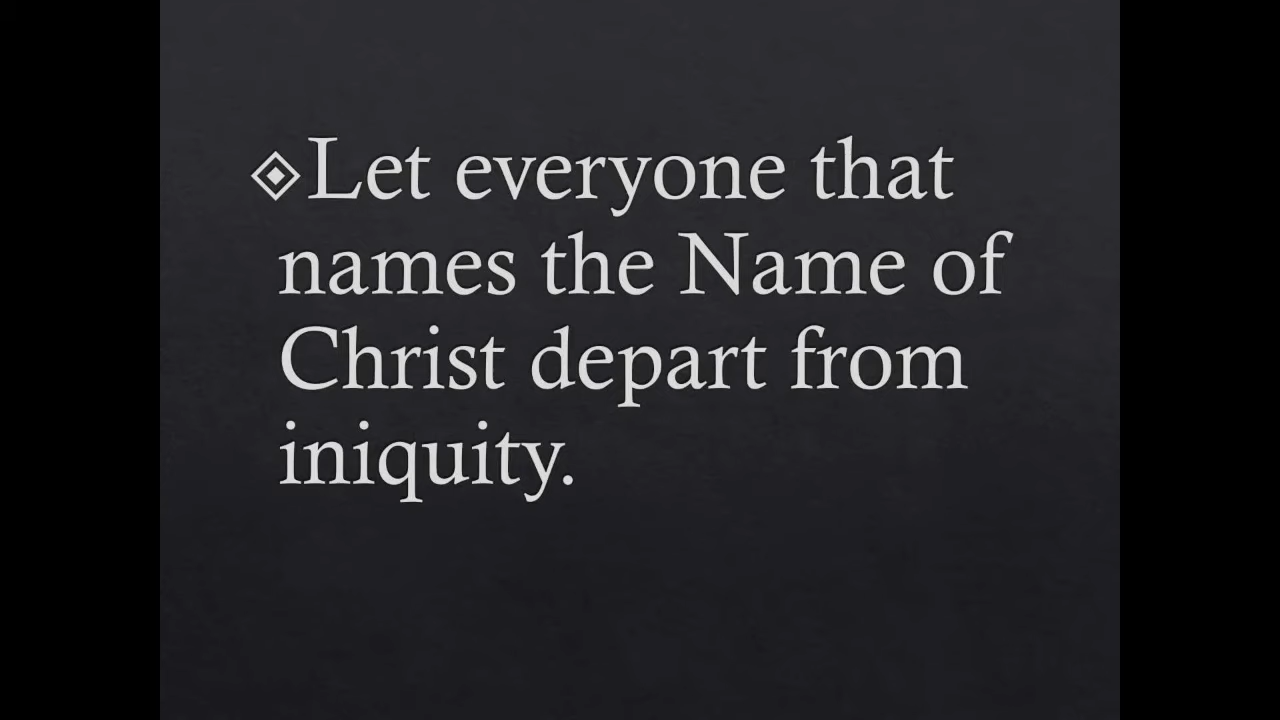 Let everyone that
names the Name of
Christ depart from
iniquity.